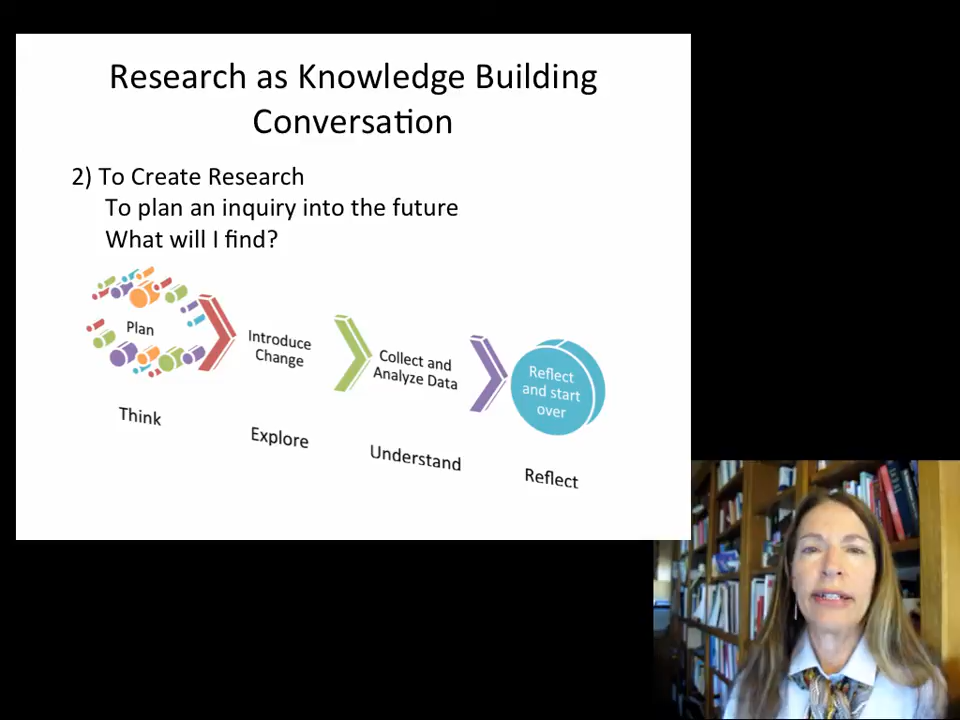 Research as Knowledge Building
Conversation
2) To Create Research
To plan an inquiry into the future
What will I find?
Plan
Introduce
Change
Collect and
Analyze Data
Reflect
and start
over
Think
Explore
Understand
Reflect